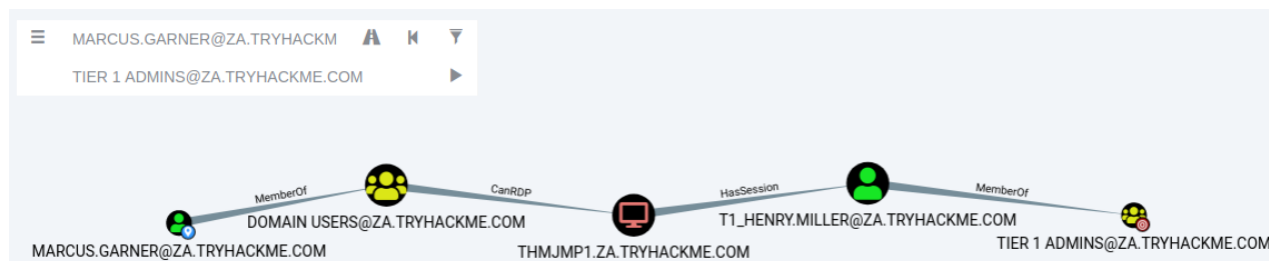 MARCUS.GARNER@ZA.TRYHACKM
TIER 1 ADMINS@ZA.TRYHACKME.COM
MemberOf
CanRDP
HasSession
MemberOf
MARCUS.GARNER@ZA.TRYHACKME.COM
DOMAIN USERS@ZA.TRYHACKME.COM
THMJMP1.ZA.TRYHACKME.COM
T1_HENRY.MILLER@ZA.TRYHACKME.COM
TIER 1 ADMINS@ZA.TRYHACKME.COM